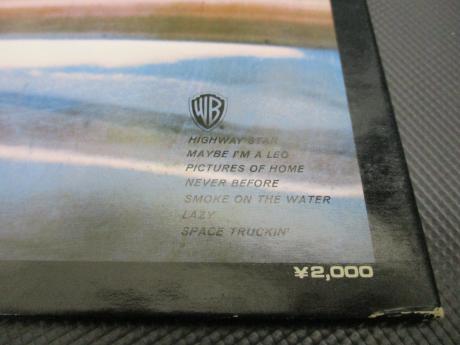 WB
HIGHWAY STAR
MAYBE I'M A LEO
PICTURES OF HOME
NEVER BEFORE
SMOKE ON THE WATER
LAZY
SPACE TRUCKIN'
¥2,000